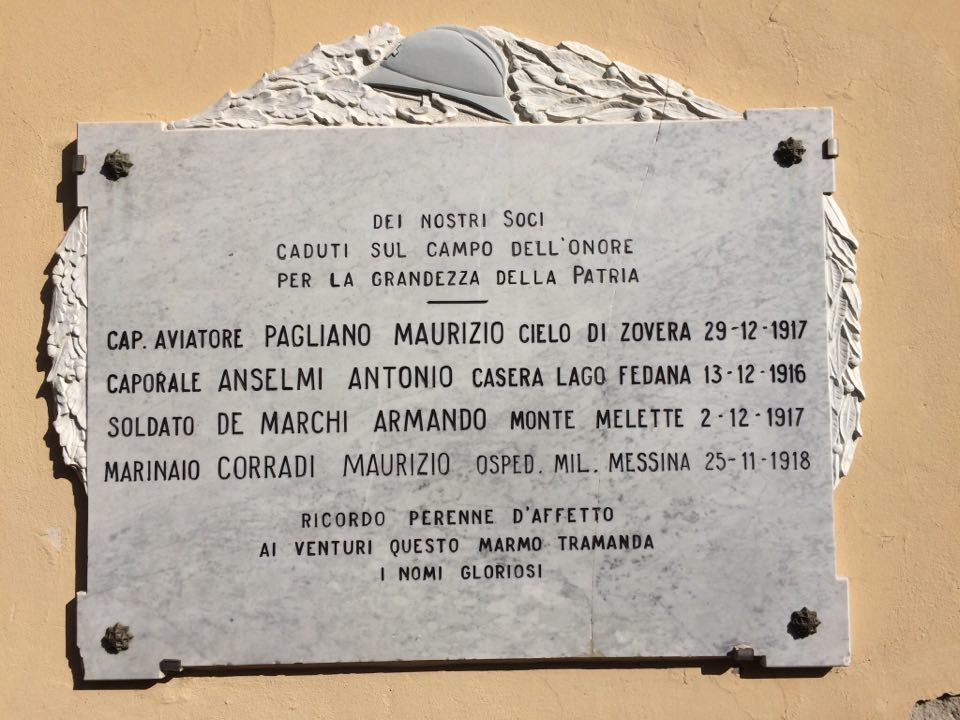 DEI NOSTRI SOCI
CADUTI SUL CAMPO DELL'ONORE
PER LA GRANDEZZA DELLA PATRIA
CAP. AVIATORE PAGLIANO MAURIZIO CIELO DI ZOVERA 29-12-1917
CAPORALE ANSELMI ANTONIO CASERA LAGO FEDANA 13-12-1916
SOLDATO DE MARCHI ARMANDO MONTE MELETTE 2-12-1917
MARINAIO CORRADI MAURIZIO OSPED. MIL. MESSINA 25-11-1918
RICORDO PERENNE D'AFFETTO
AI VENTURI QUESTO MARMO TRAMANDA
I NOMI GLORIOSI